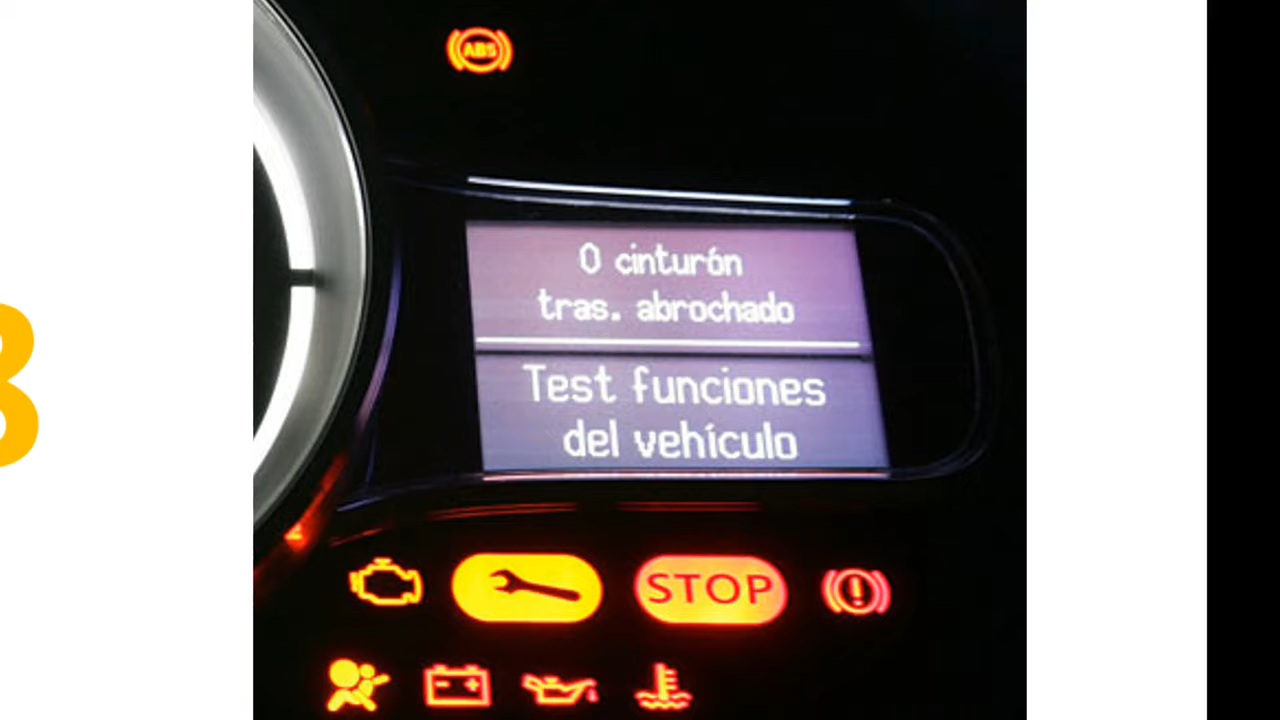 ABS
0 cinturón
tras. abrochado
Test funciones
del vehículo
STOP